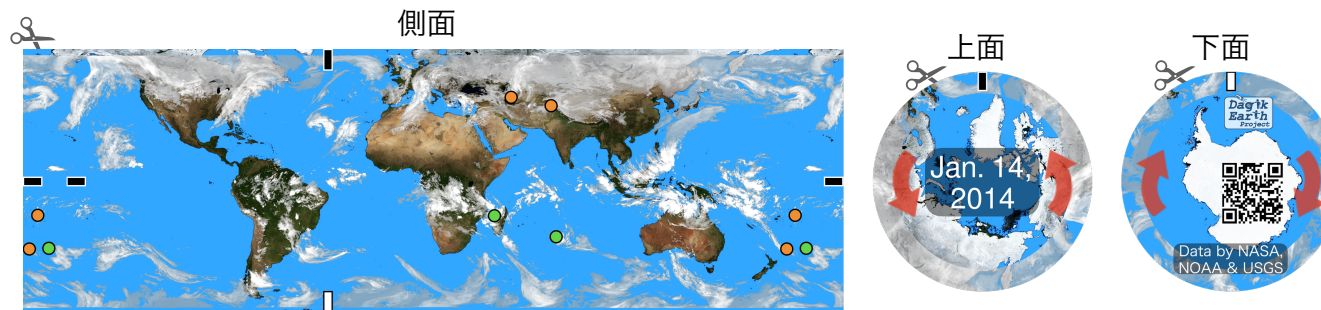 側面
上面
Jan. 14,
2014
下面
Dagik
Earth
Project
Data by NASA,
NOAA & USGS